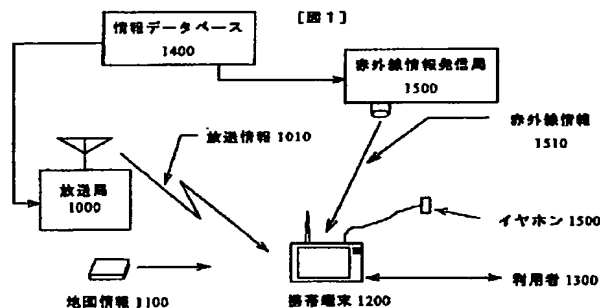 [図1]
情報データベース
1400
赤外線情報発信局
1500
放送情報 1010
赤外線情報
1510
放送局
1000
イヤホン 1500
地図情報 1100
携帯端末 1200
利用者 1300